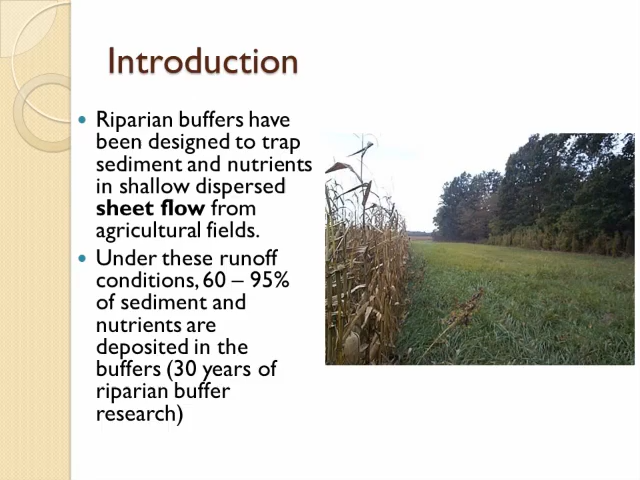 Introduction
Riparian buffers have
been designed to trap
sediment and nutrients
in shallow dispersed
sheet flow from
agricultural fields.
Under these runoff
conditions, 60 – 95%
of sediment and
nutrients are
deposited in the
buffers (30 years of
riparian buffer
research)